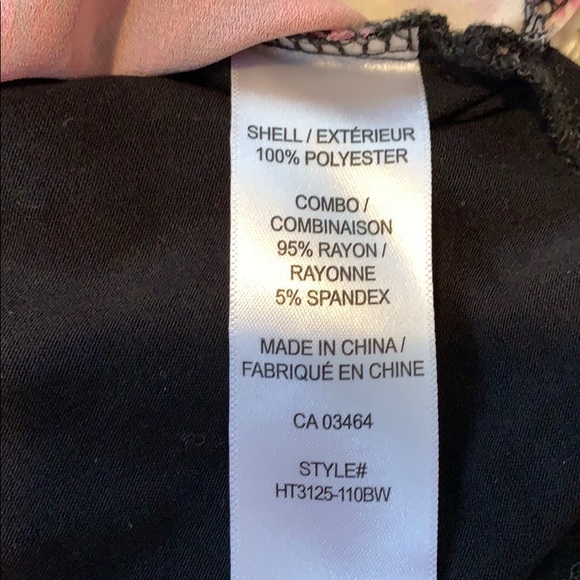 SHELL / EXTÉRIEUR
100% POLYESTER
COMBO /
COMBINAISON
95% RAYON /
RAYONNE
5% SPANDEX
MADE IN CHINA /
FABRIQUÉ EN CHINE
CA 03464
STYLE#
HT3125-110BW